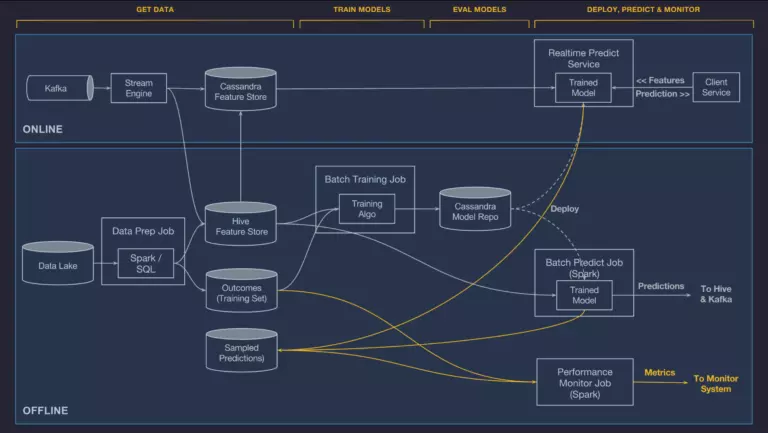 GET DATA
TRAIN MODELS
EVAL MODELS
DEPLOY, PREDICT & MONITOR
Kafka
Stream
Engine
Cassandra
Feature Store
Realtime Predict
Service
Trained
Model
<< Features
Prediction >>
Client
Service
ONLINE
Data Lake
Data Prep Job
Spark /
SQL
Hive
Feature Store
Outcomes
(Training Set)
Sampled
Predictions)
Batch Training Job
Training
Algo
Cassandra
Model Repo
Deploy
Batch Predict Job
(Spark)
Trained
Model
Predictions
To Hive
& Kafka
Performance
Monitor Job
(Spark)
Metrics
To Monitor
System
OFFLINE